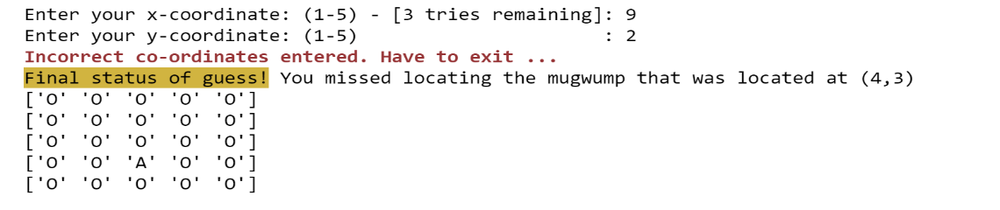 Enter your x-coordinate: (1-5) - [3 tries remaining]: 9
Enter your y-coordinate: (1-5) : 2
Incorrect co-ordinates entered. Have to exit ...
Final status of guess! You missed locating the mugwump that was located at (4,3)
['O' 'O' 'O' 'O' 'O']
['O' 'O' 'O' 'O' 'O']
['O' 'O' 'O' 'O' 'O']
['O' 'O' 'A' 'O' 'O']
['O' 'O' 'O' 'O' 'O']